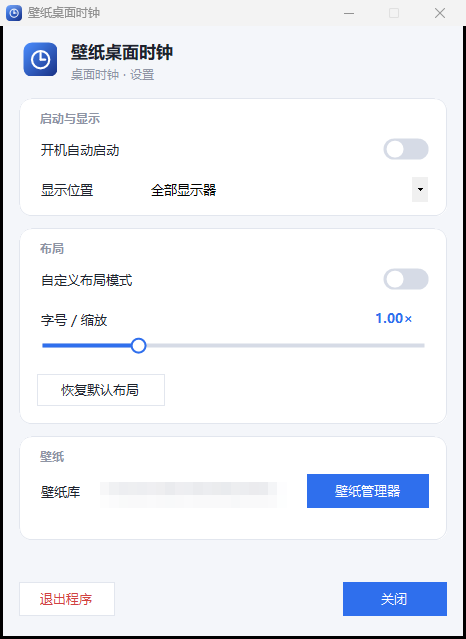 壁纸桌面时钟
壁纸桌面时钟
桌面时钟 · 设置
启动与显示
开机自动启动
显示位置 全部显示器
布局
自定义布局模式
字号 / 缩放 1.00×
恢复默认布局
壁纸
壁纸库 壁纸管理器
退出程序 关闭